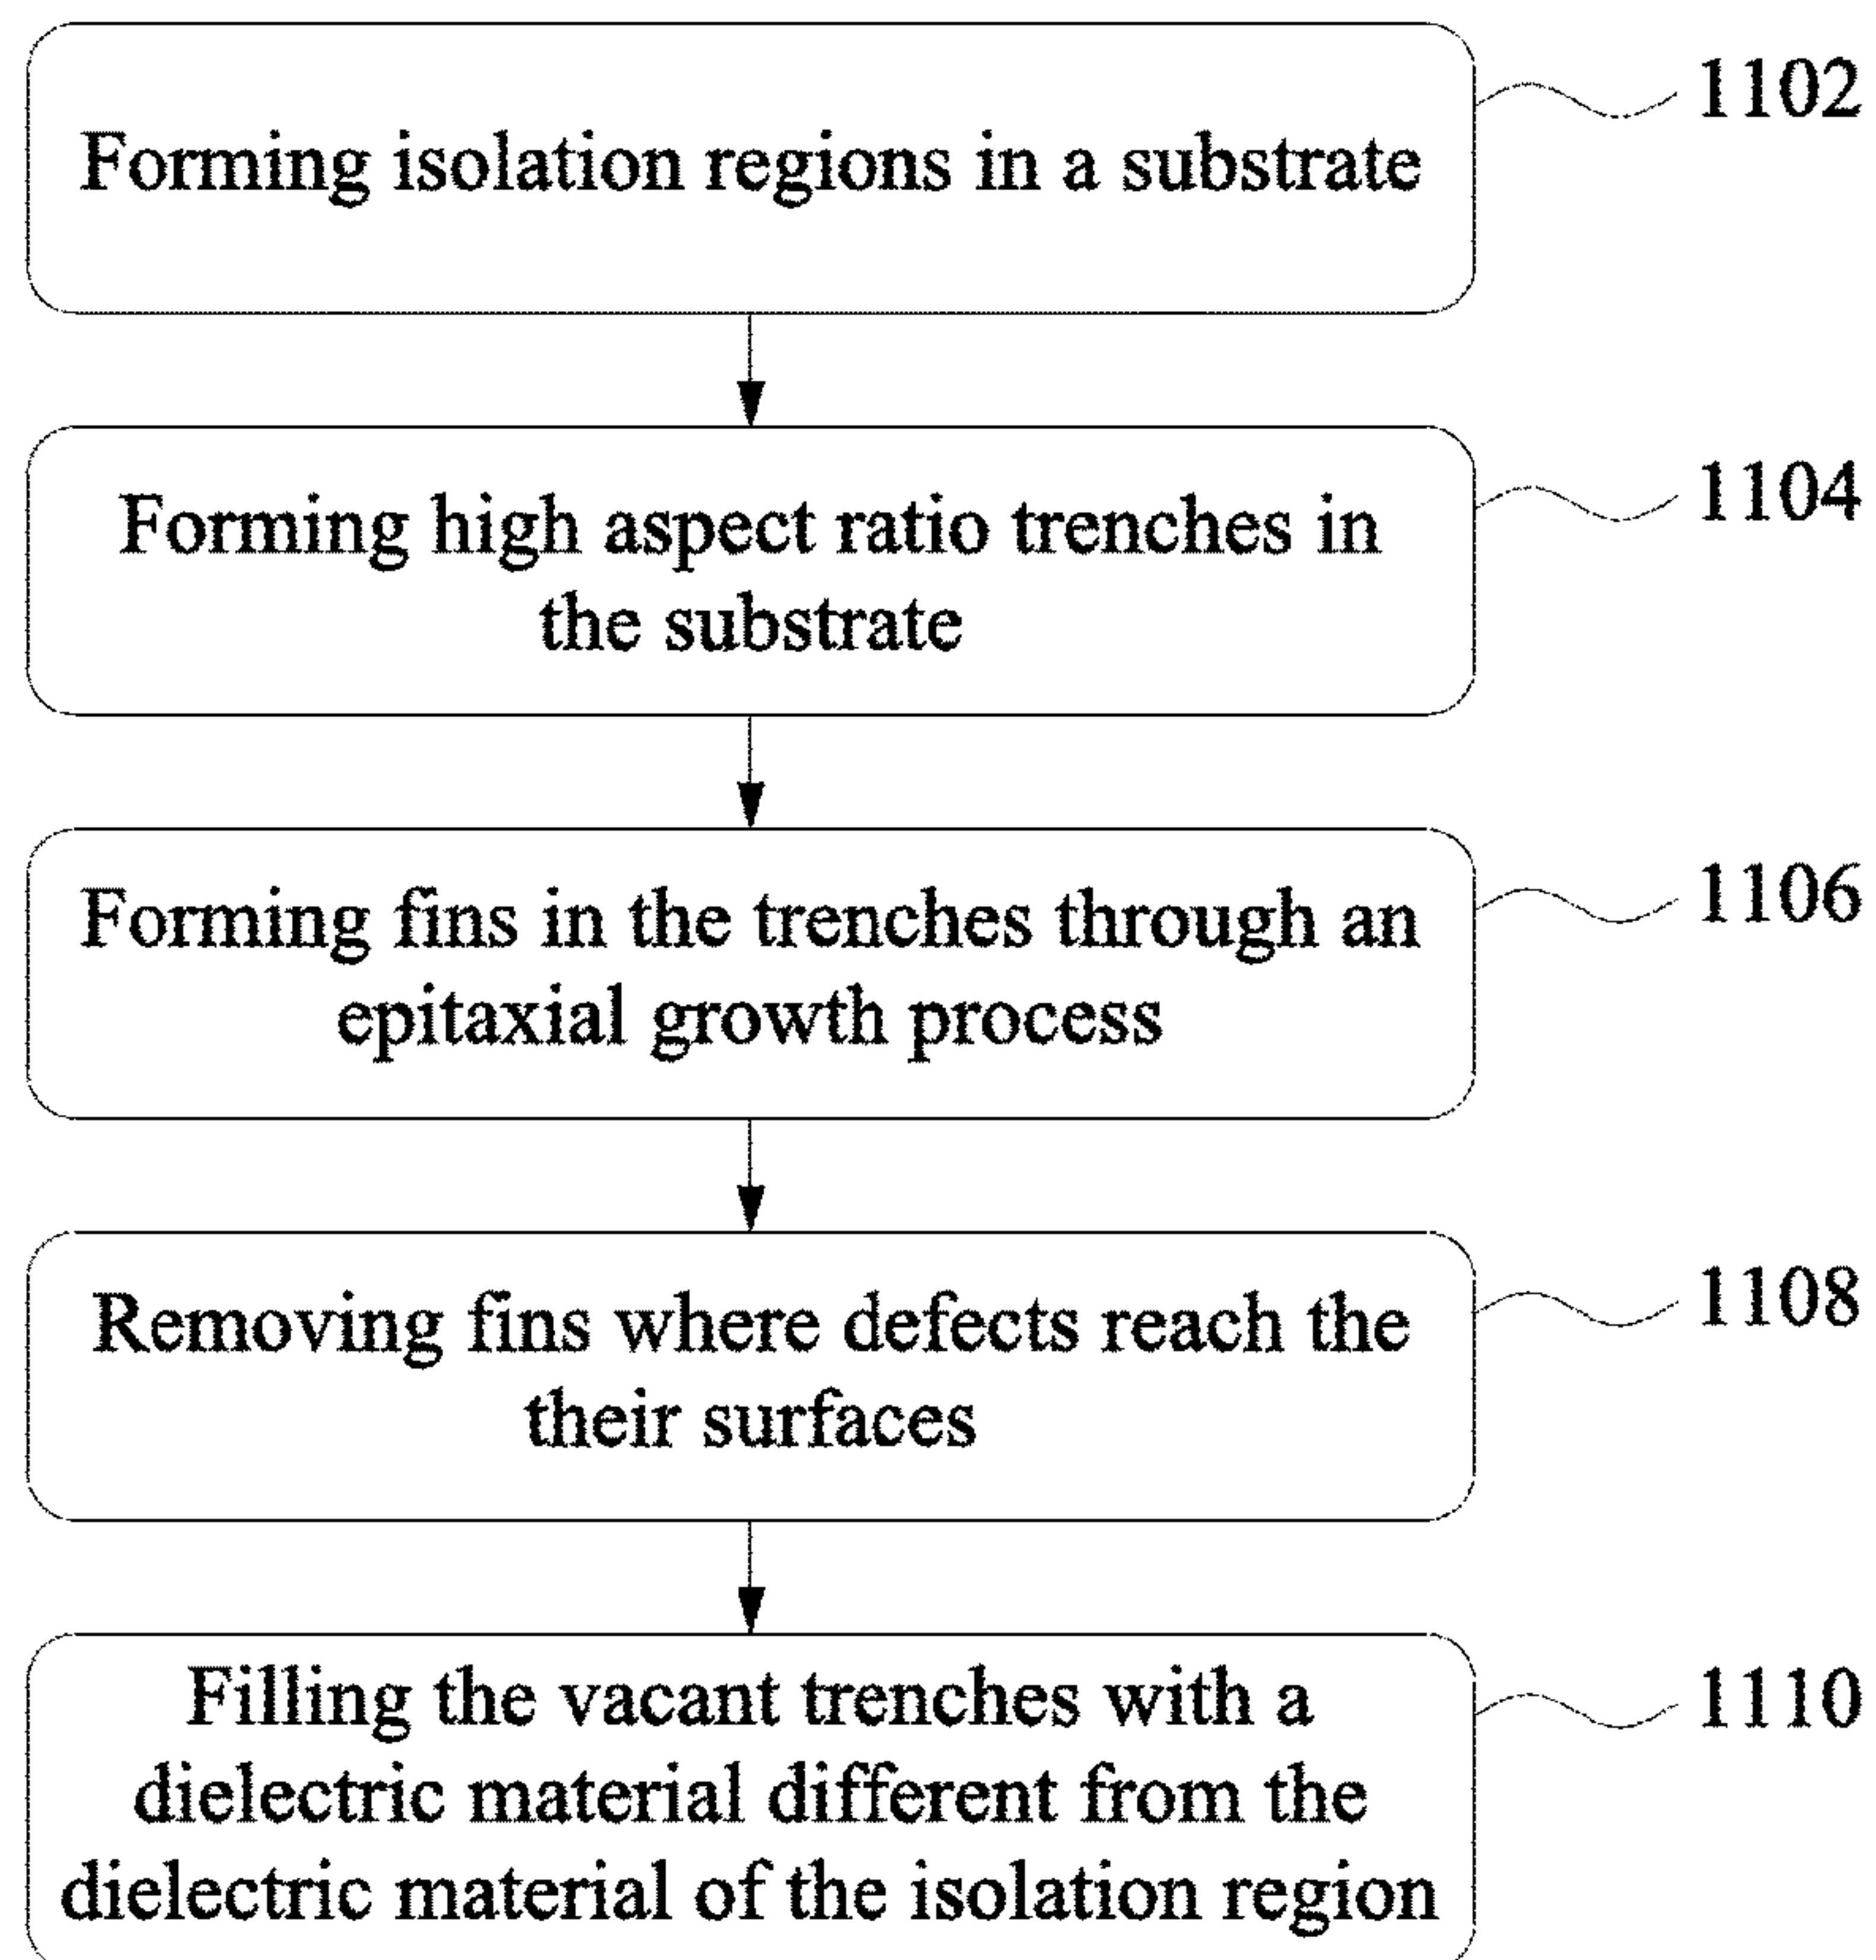 Forming isolation regions in a substrate
1102
Forming high aspect ratio trenches in
the substrate
1104
Forming fins in the trenches through an
epitaxial growth process
1106
Removing fins where defects reach the
their surfaces
1108
Filling the vacant trenches with a
dielectric material different from the
dielectric material of the isolation region
1110